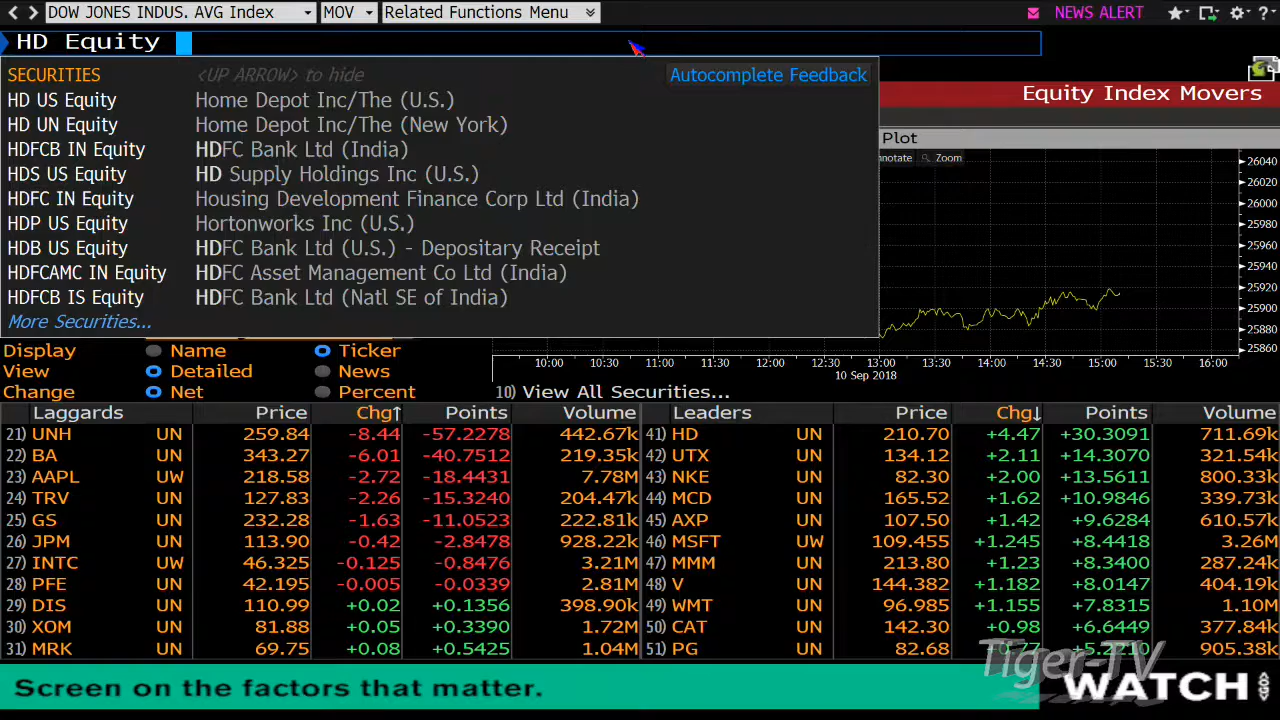 DOW JONES INDUS. AVG Index MOV Related Functions Menu NEWS ALERT
HD Equity
SECURITIES <UP ARROW> to hide Autocomplete Feedback
HD US Equity Home Depot Inc/The (U.S.)
HD UN Equity Home Depot Inc/The (New York)
HDFCB IN Equity HDFC Bank Ltd (India)
HDS US Equity HD Supply Holdings Inc (U.S.)
HDFC IN Equity Housing Development Finance Corp Ltd (India)
HDP US Equity Hortonworks Inc (U.S.)
HDB US Equity HDFC Bank Ltd (U.S.) - Depositary Receipt
HDFCAMC IN Equity HDFC Asset Management Co Ltd (India)
HDFCB IS Equity HDFC Bank Ltd (Natl SE of India)
More Securities...
Equity Index Movers
Plot
Zoom
26040
26020
26000
25980
25960
25940
25920
25900
25880
25860
10:00 10:30 11:00 11:30 12:00 12:30 13:00 13:30 14:00 14:30 15:00 15:30 16:00
10 Sep 2018
Display Name Ticker
View Detailed News
Change Net Percent
10) View All Securities...
Laggards Price Chg↑ Points Volume Leaders Price Chg↓ Points Volume
21) UNH UN 259.84 -8.44 -57.2278 442.67k 41) HD UN 210.70 +4.47 +30.3091 711.69k
22) BA UN 343.27 -6.01 -40.7512 219.35k 42) UTX UN 134.12 +2.11 +14.3070 321.54k
23) AAPL UW 218.58 -2.72 -18.4431 7.78M 43) NKE UN 82.30 +2.00 +13.5611 800.33k
24) TRV UN 127.83 -2.26 -15.3240 204.47k 44) MCD UN 165.52 +1.62 +10.9846 339.73k
25) GS UN 232.28 -1.63 -11.0523 222.81k 45) AXP UN 107.50 +1.42 +9.6284 610.57k
26) JPM UN 113.90 -0.42 -2.8478 928.22k 46) MSFT UW 109.455 +1.245 +8.4418 3.26M
27) INTC UW 46.325 -0.125 -0.8476 3.21M 47) MMM UN 213.80 +1.23 +8.3400 287.24k
28) PFE UN 42.195 -0.005 -0.0339 2.81M 48) V UN 144.382 +1.182 +8.0147 404.19k
29) DIS UN 110.99 +0.02 +0.1356 398.90k 49) WMT UN 96.985 +1.155 +7.8315 1.10M
30) XOM UN 81.88 +0.05 +0.3390 1.72M 50) CAT UN 142.30 +0.98 +6.6449 377.84k
31) MRK UN 69.75 +0.08 +0.5425 1.04M 51) PG UN 82.68 +0.77 +5.2210 905.38k
Tiger-TV
Screen on the factors that matter. WATCH